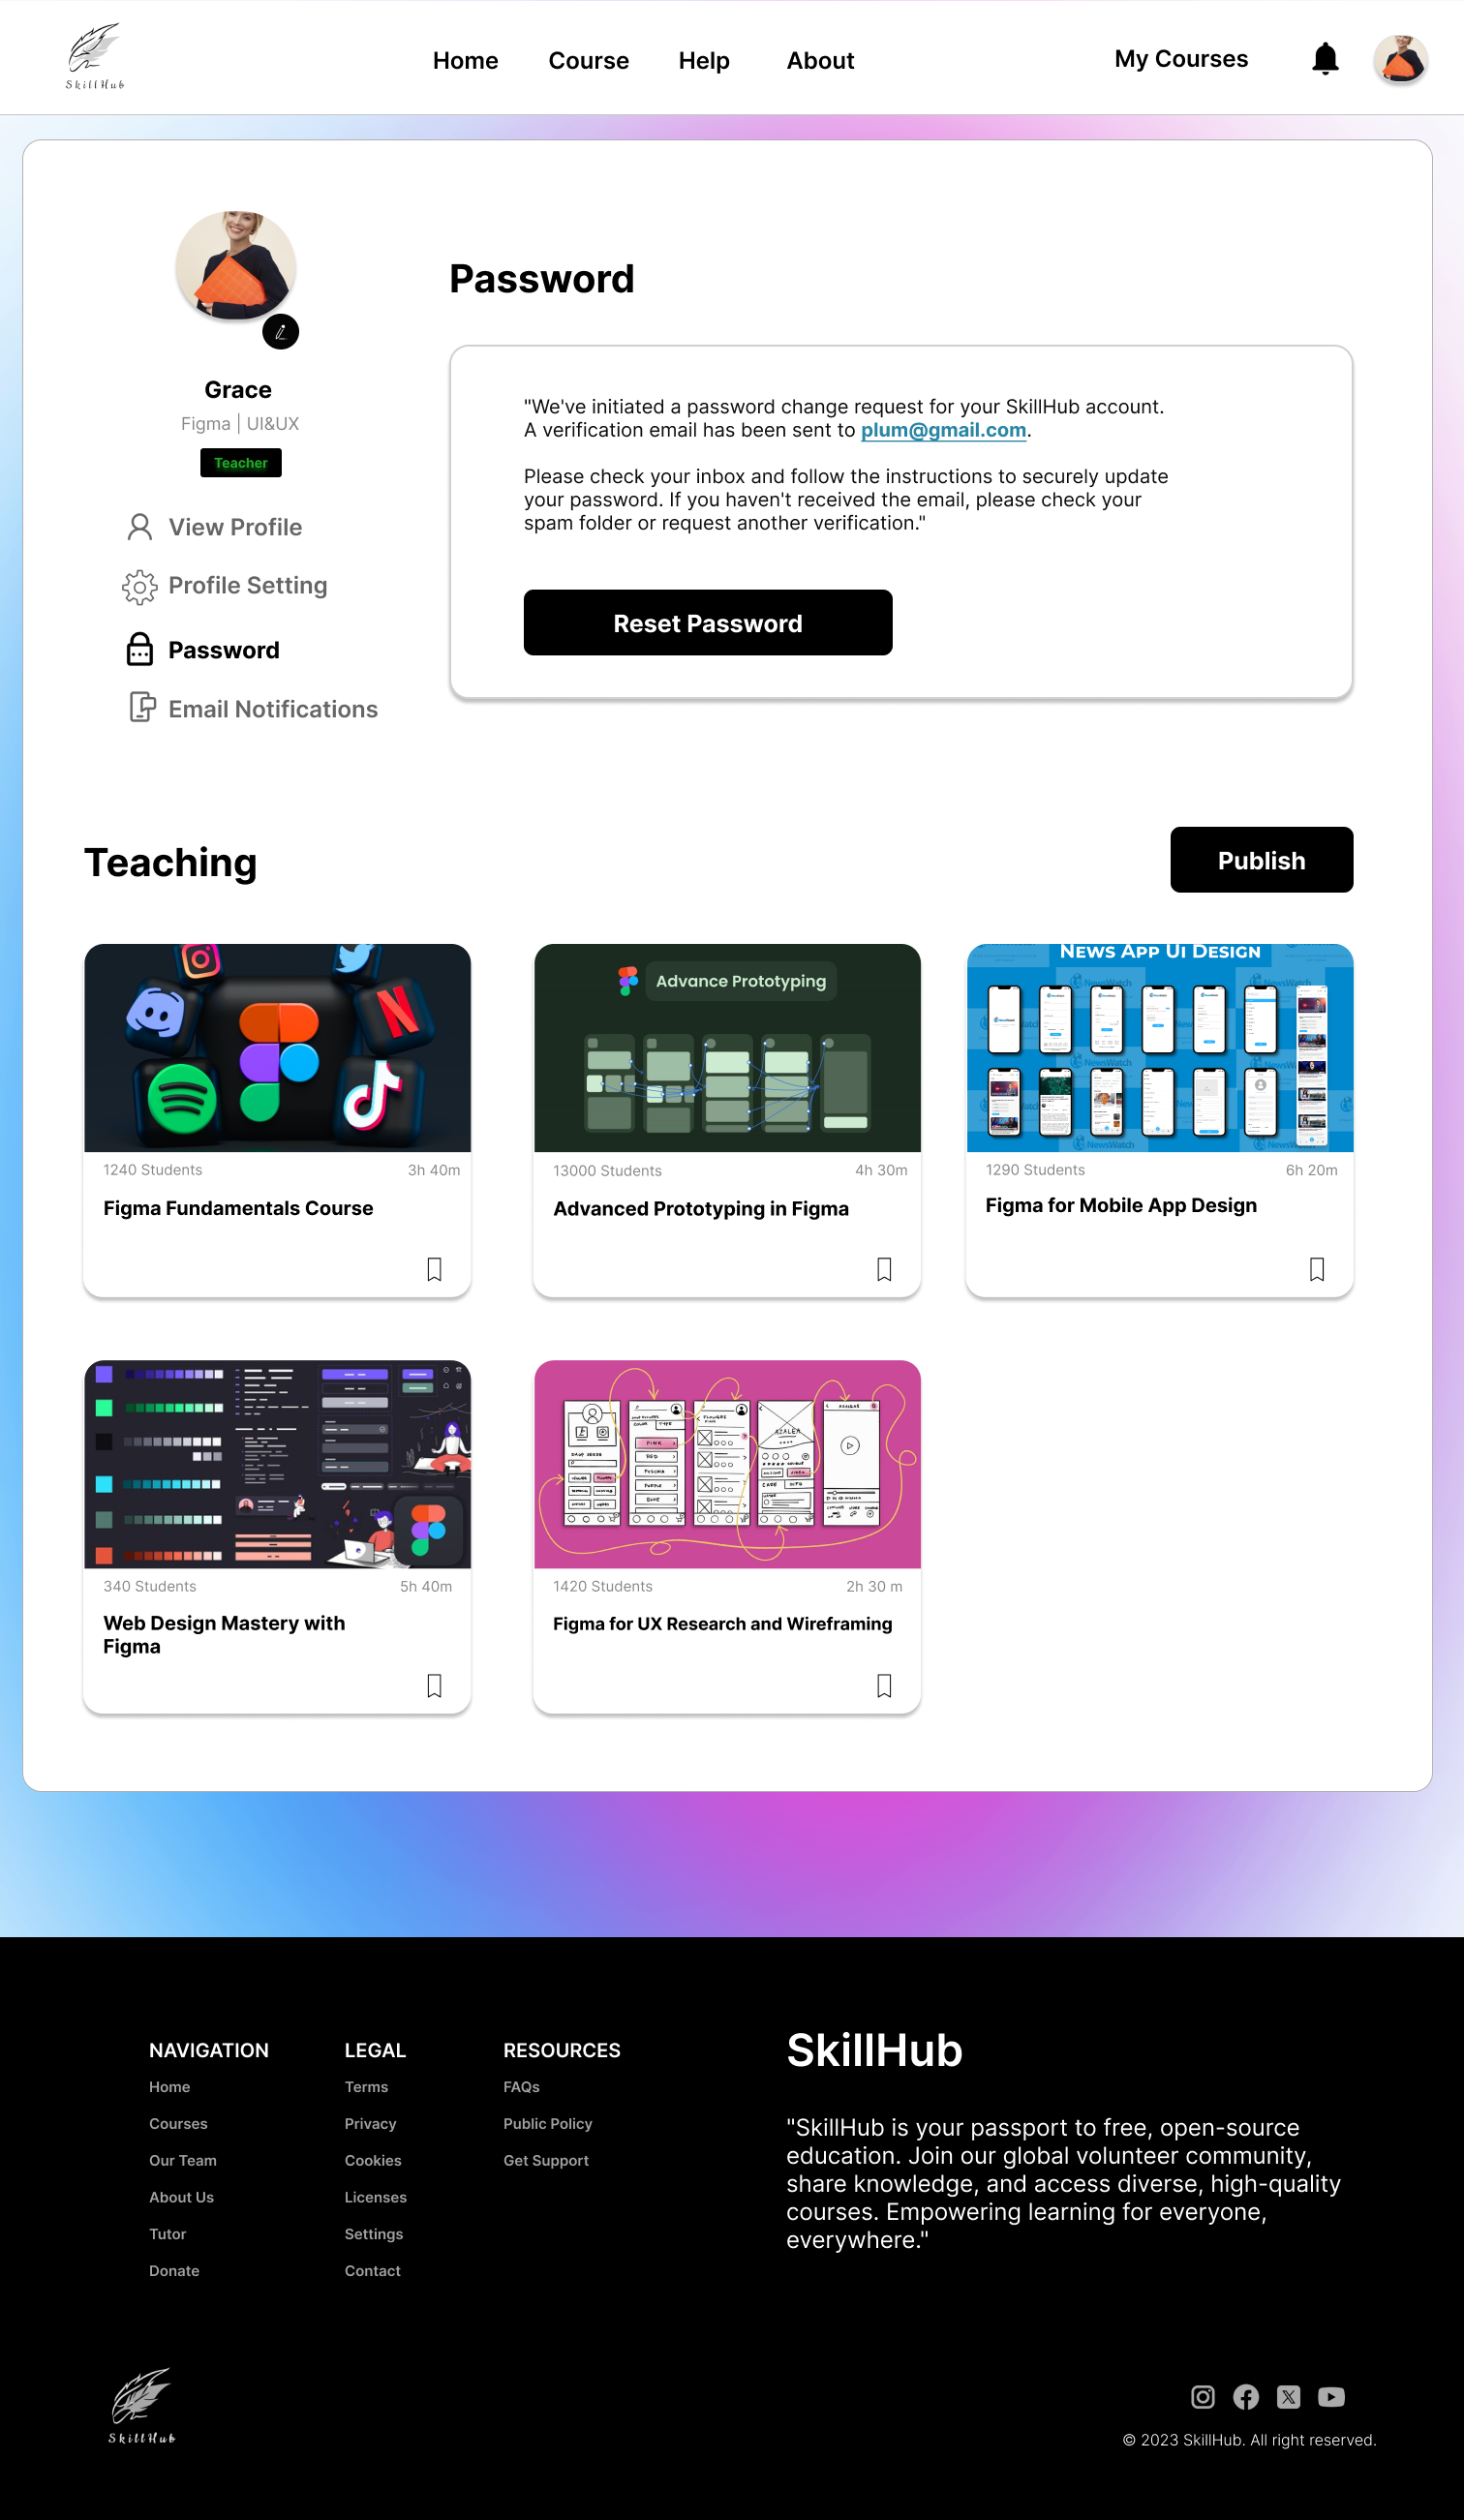 SkillHub
Home
Course
Help
About
My Courses
Password
"We've initiated a password change request for your SkillHub account.
A verification email has been sent to plum@gmail.com.
Please check your inbox and follow the instructions to securely update
your password. If you haven't received the email, please check your
spam folder or request another verification."
Reset Password
Grace
Figma | UI&UX
Teacher
View Profile
Profile Setting
Password
Email Notifications
Teaching
Publish
Advance Prototyping
NEWS APP UI DESIGN
NewsWatch
NewsWatch
1240 Students
3h 40m
Figma Fundamentals Course
13000 Students
4h 30m
Advanced Prototyping in Figma
1290 Students
6h 20m
Figma for Mobile App Design
PINK
RED
PURPLE
AZALEA
340 Students
5h 40m
Web Design Mastery with
Figma
1420 Students
2h 30 m
Figma for UX Research and Wireframing
NAVIGATION
Home
Courses
Our Team
About Us
Tutor
Donate
LEGAL
Terms
Privacy
Cookies
Licenses
Settings
Contact
RESOURCES
FAQs
Public Policy
Get Support
SkillHub
"SkillHub is your passport to free, open-source
education. Join our global volunteer community,
share knowledge, and access diverse, high-quality
courses. Empowering learning for everyone,
everywhere."
SkillHub
© 2023 SkillHub. All right reserved.